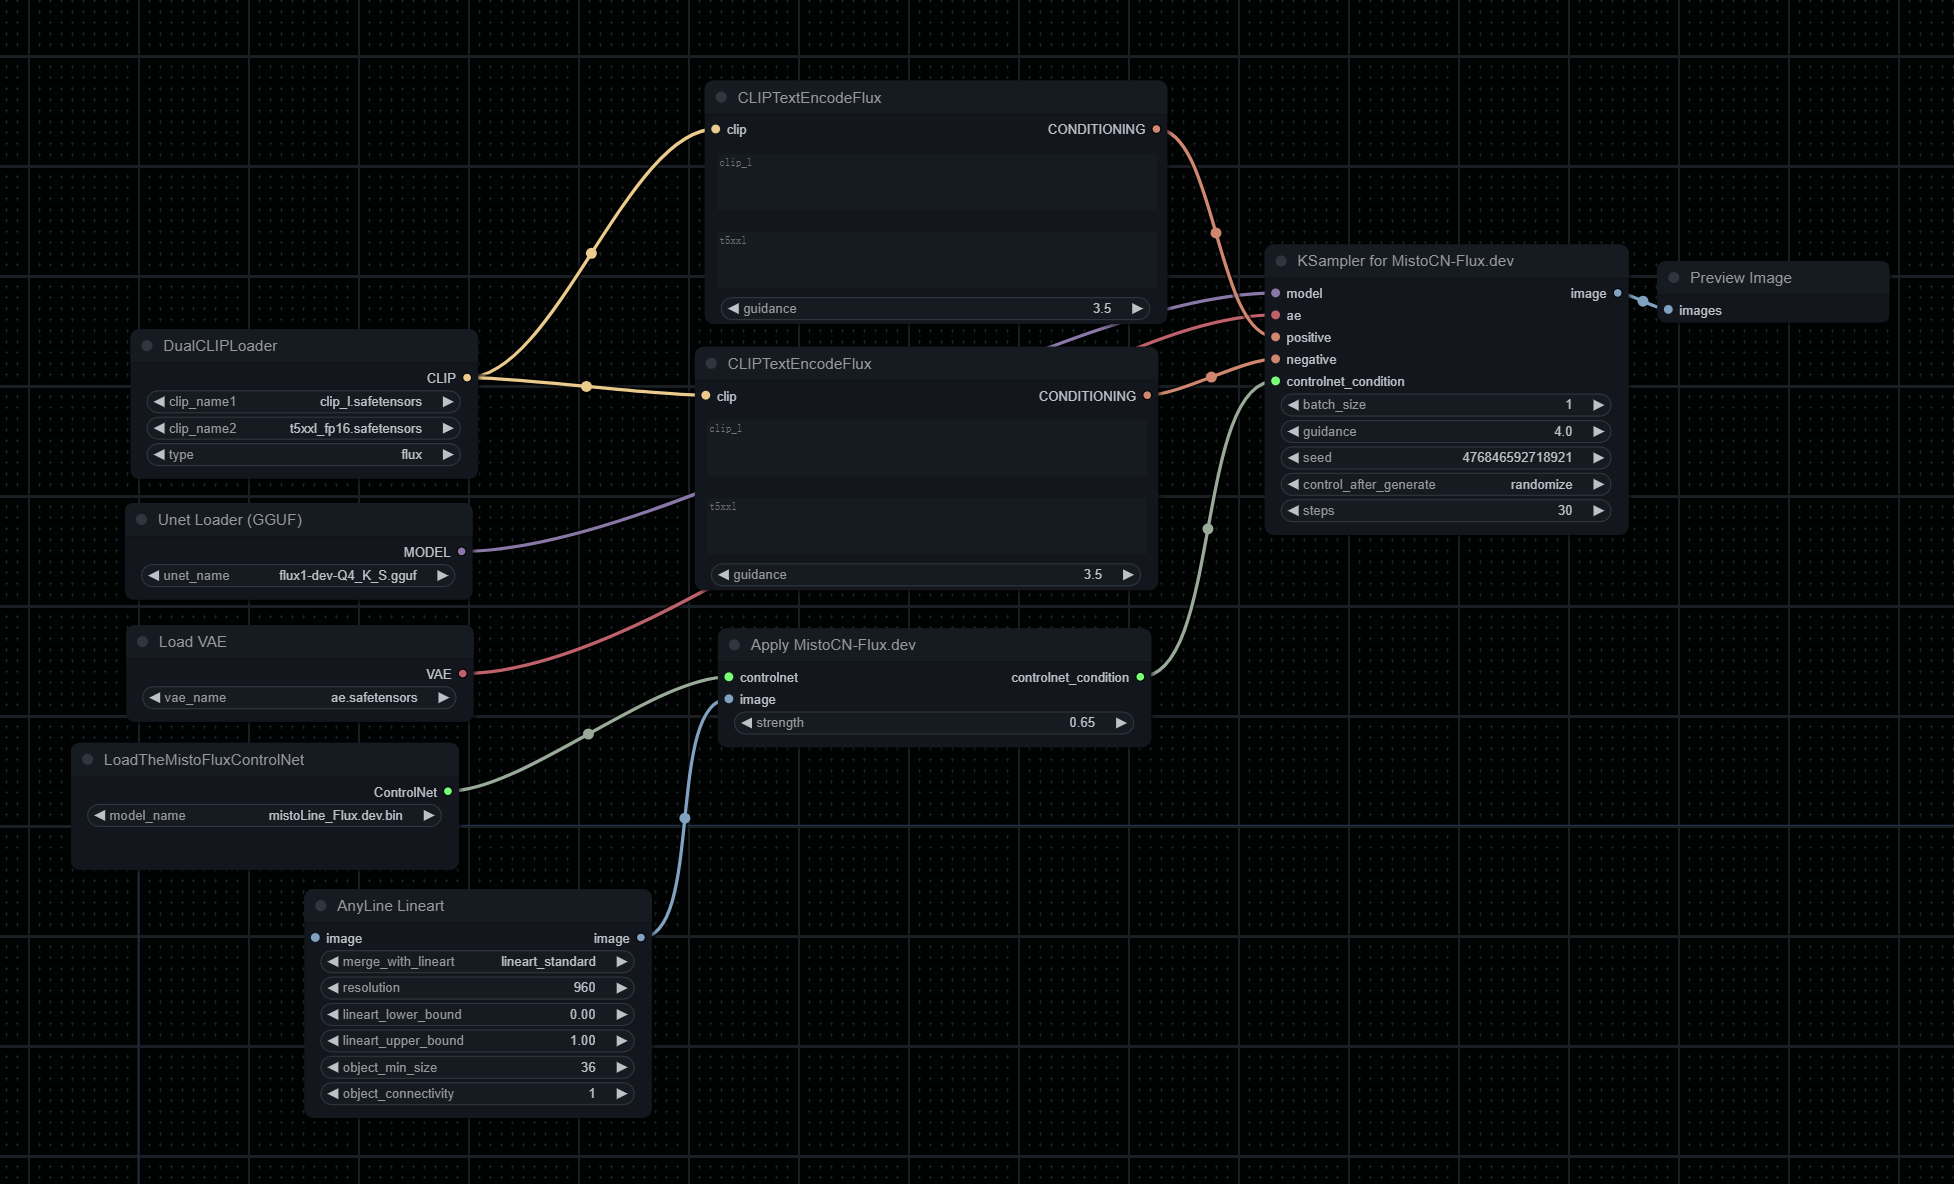 CLIPTextEncodeFlux
clip CONDITIONING
clip_l
t5xxl
guidance 3.5
DualCLIPLoader
CLIP
clip_name1 clip_l.safetensors
clip_name2 t5xxl_fp16.safetensors
type flux
CLIPTextEncodeFlux
clip CONDITIONING
clip_l
t5xxl
guidance 3.5
KSampler for MistoCN-Flux.dev
model image
ae
positive
negative
controlnet_condition
batch_size 1
guidance 4.0
seed 476846592718921
control_after_generate randomize
steps 30
Preview Image
images
Unet Loader (GGUF)
MODEL
unet_name flux1-dev-Q4_K_S.gguf
Load VAE
VAE
vae_name ae.safetensors
Apply MistoCN-Flux.dev
controlnet controlnet_condition
image
strength 0.65
LoadTheMistoFluxControlNet
ControlNet
model_name mistoLine_Flux.dev.bin
AnyLine Lineart
image image
merge_with_lineart lineart_standard
resolution 960
lineart_lower_bound 0.00
lineart_upper_bound 1.00
object_min_size 36
object_connectivity 1